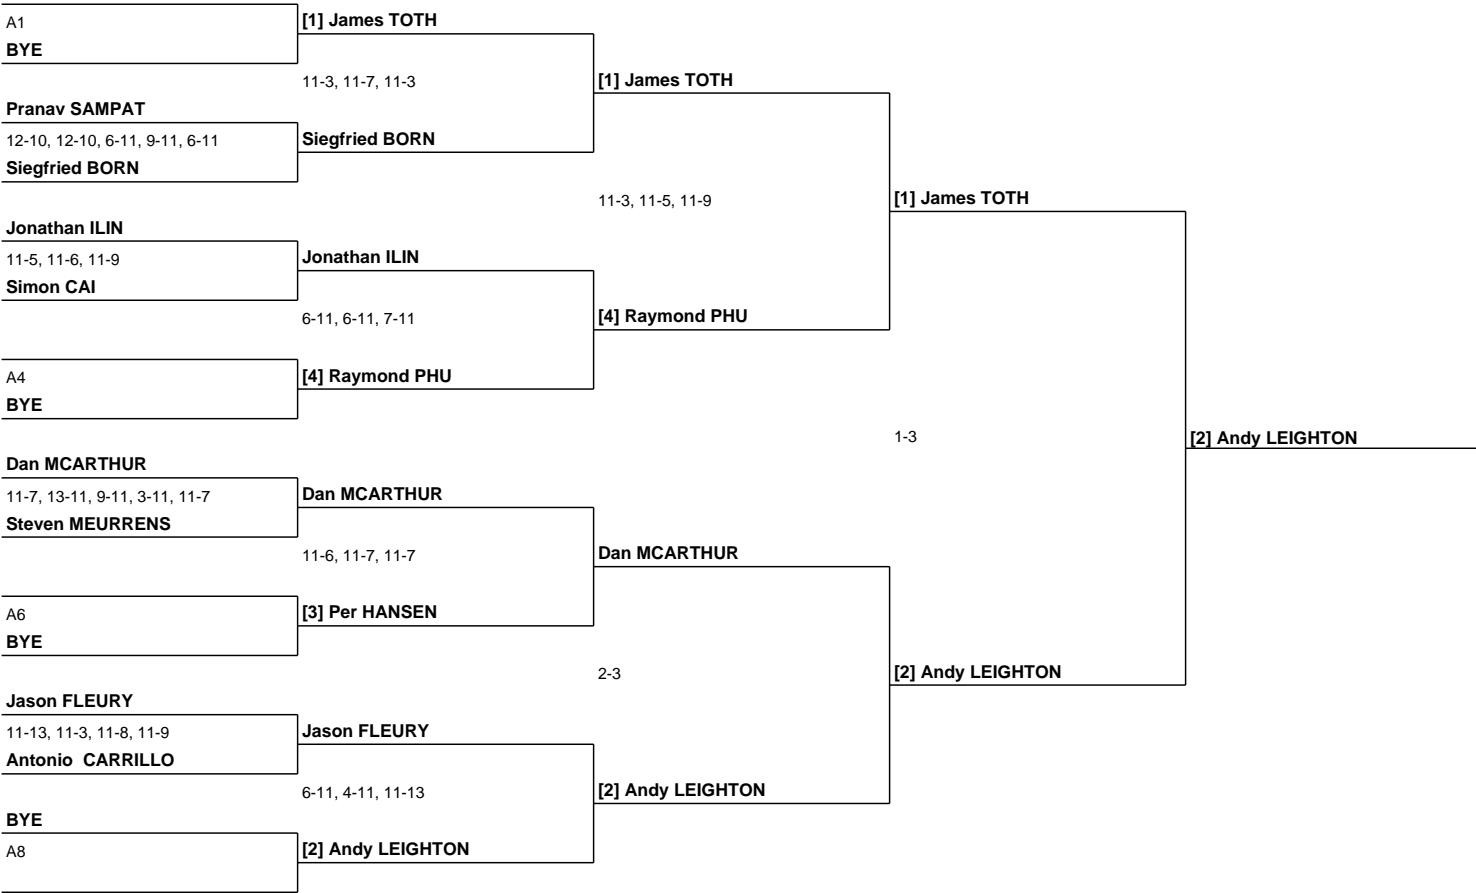 A1
BYE
[1] James TOTH
11-3, 11-7, 11-3
[1] James TOTH
Pranav SAMPAT
12-10, 12-10, 6-11, 9-11, 6-11
Siegfried BORN
Siegfried BORN
11-3, 11-5, 11-9
[1] James TOTH
Jonathan ILIN
11-5, 11-6, 11-9
Simon CAI
Jonathan ILIN
6-11, 6-11, 7-11
[4] Raymond PHU
A4
BYE
[4] Raymond PHU
1-3
[2] Andy LEIGHTON
Dan MCARTHUR
11-7, 13-11, 9-11, 3-11, 11-7
Steven MEURRENS
Dan MCARTHUR
11-6, 11-7, 11-7
Dan MCARTHUR
A6
BYE
[3] Per HANSEN
2-3
[2] Andy LEIGHTON
Jason FLEURY
11-13, 11-3, 11-8, 11-9
Antonio  CARRILLO
Jason FLEURY
6-11, 4-11, 11-13
[2] Andy LEIGHTON
BYE
A8
[2] Andy LEIGHTON